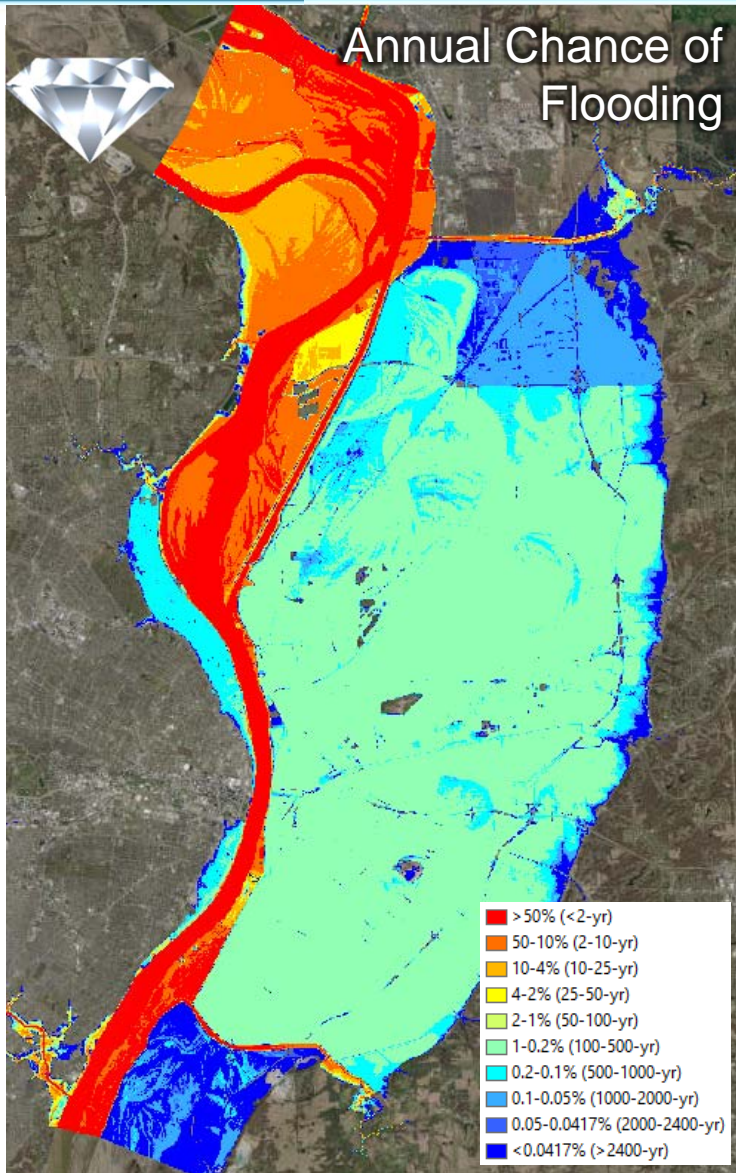 Annual Chance of
Flooding
>50% (<2-yr)
50-10% (2-10-yr)
10-4% (10-25-yr)
4-2% (25-50-yr)
2-1% (50-100-yr)
1-0.2% (100-500-yr)
0.2-0.1% (500-1000-yr)
0.1-0.05% (1000-2000-yr)
0.05-0.0417% (2000-2400-yr)
<0.0417% (>2400-yr)